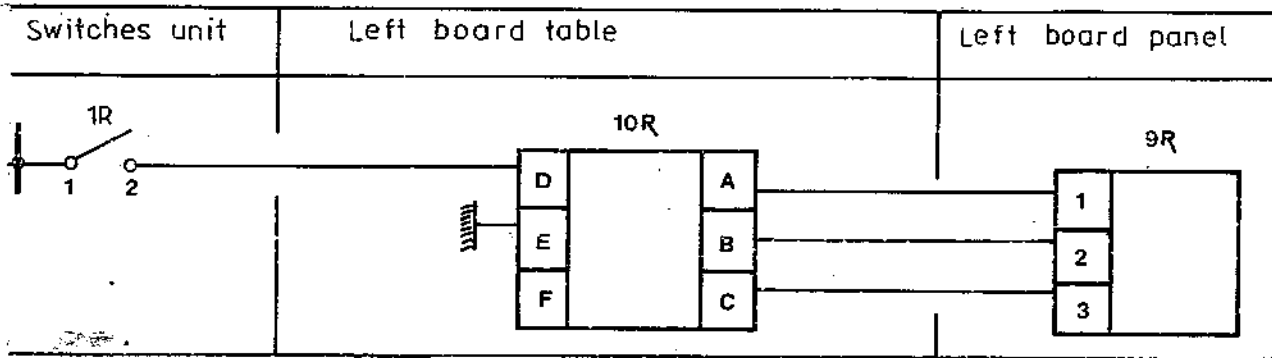 Switches unit
Left board table
Left board panel
1R
1
2
10R
D
E
F
A
B
C
9R
1
2
3